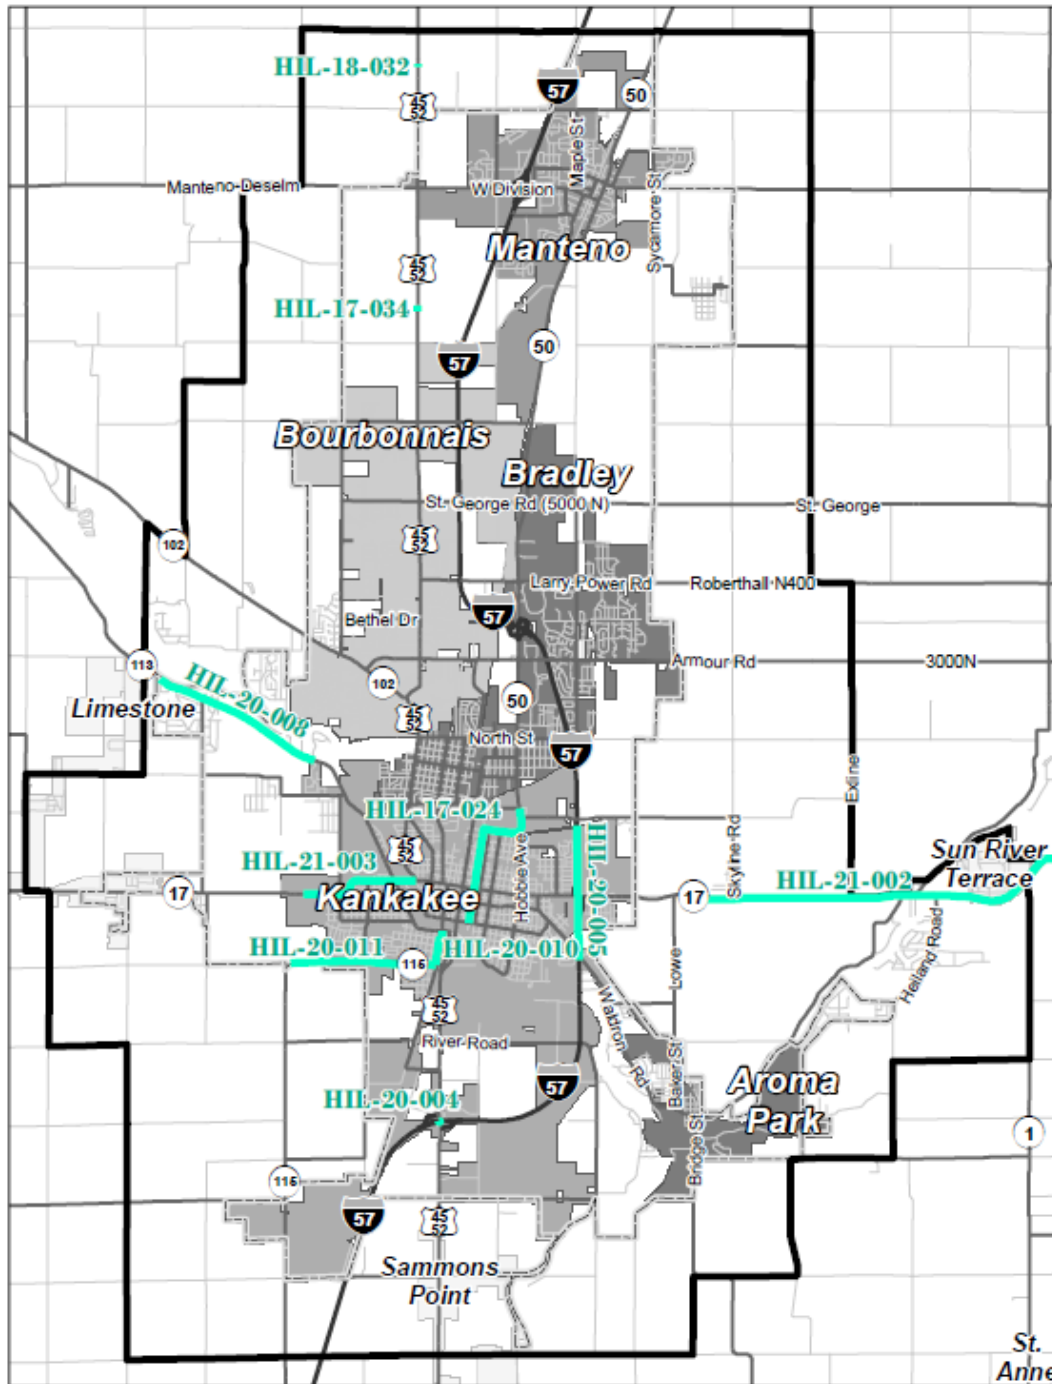 HIL-18-032
57
50
45
52
Maple St
Manteno-Deselm
W Division
Sycamore St
Manteno
45
52
HIL-17-034
50
57
Bourbonnais
Bradley
St. George Rd (5000 N)
St. George
45
52
102
Larry Power Rd
Roberthall N400
57
Bethel Dr
113
Armour Rd
3000N
102
50
Limestone
HIL-20-008
45
52
North St
57
Exline
HIL-17-024
45
52
Hobbie Ave
HIL-20-005
Skyline Rd
Sun River
Terrace
HIL-21-003
17
Kankakee
17
HIL-21-002
HIL-20-011
115
HIL-20-010
Lowe
Heiland Road
45
52
Waldron Rd
River Road
Baker St
57
Aroma
Park
HIL-20-004
Bridge St
1
115
57
45
52
Sammons
Point
St.
Anne